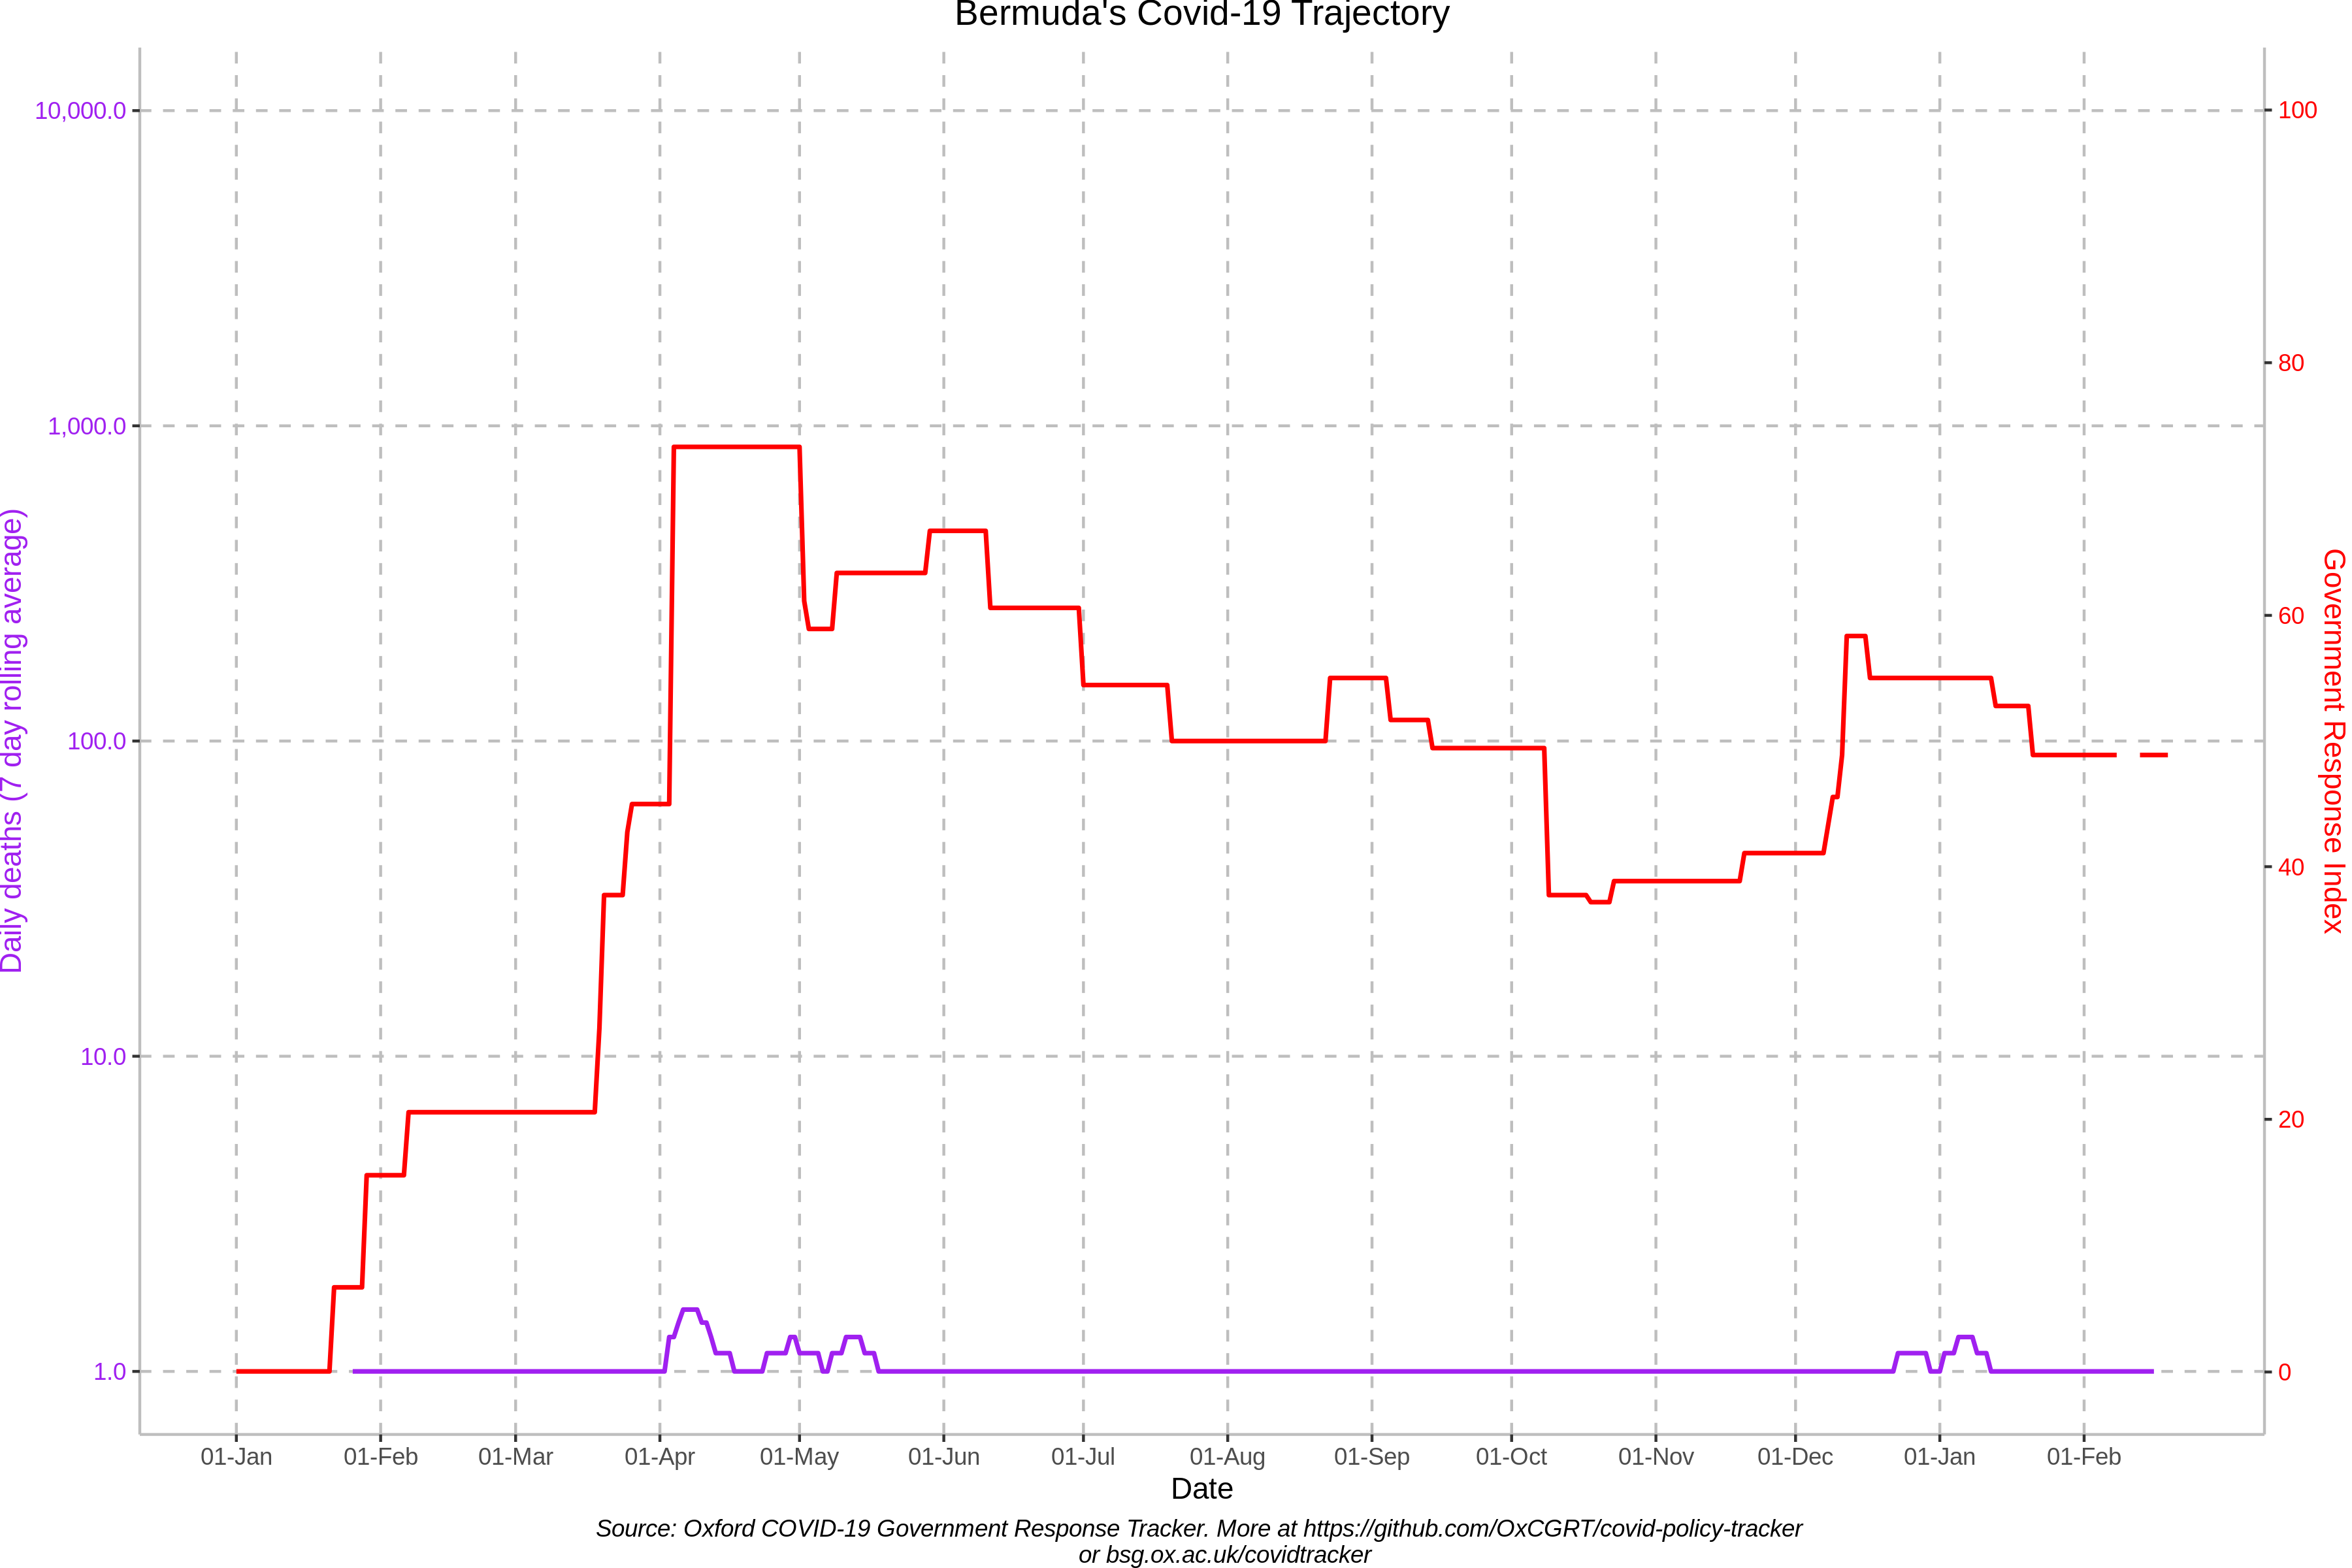 Bermuda's Covid-19 Trajectory
10,000.0
1,000.0
100.0
10.0
1.0
Daily deaths (7 day rolling average)
100
80
60
40
20
0
Government Response Index
01-Jan 01-Feb 01-Mar 01-Apr 01-May 01-Jun 01-Jul 01-Aug 01-Sep 01-Oct 01-Nov 01-Dec 01-Jan 01-Feb
Date
Source: Oxford COVID-19 Government Response Tracker. More at https://github.com/OxCGRT/covid-policy-tracker
or bsg.ox.ac.uk/covidtracker